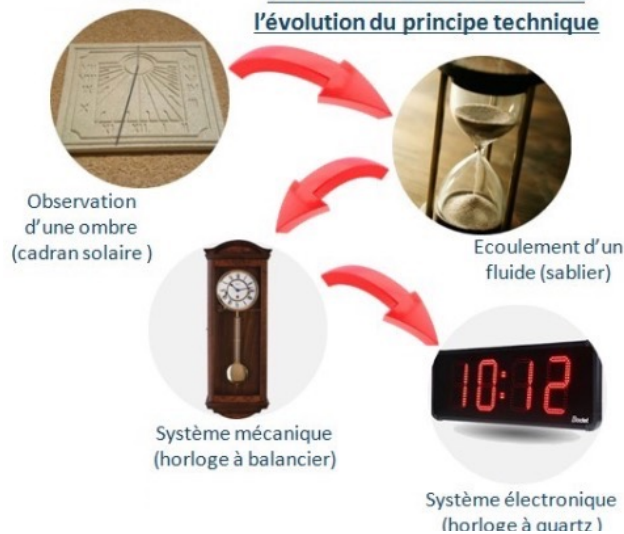 l'évolution du principe technique
Observation
d'une ombre
(cadran solaire )
Ecoulement d'un
fluide (sablier)
Système mécanique
(horloge à balancier)
10:12
Système électronique
(horloge à quartz )